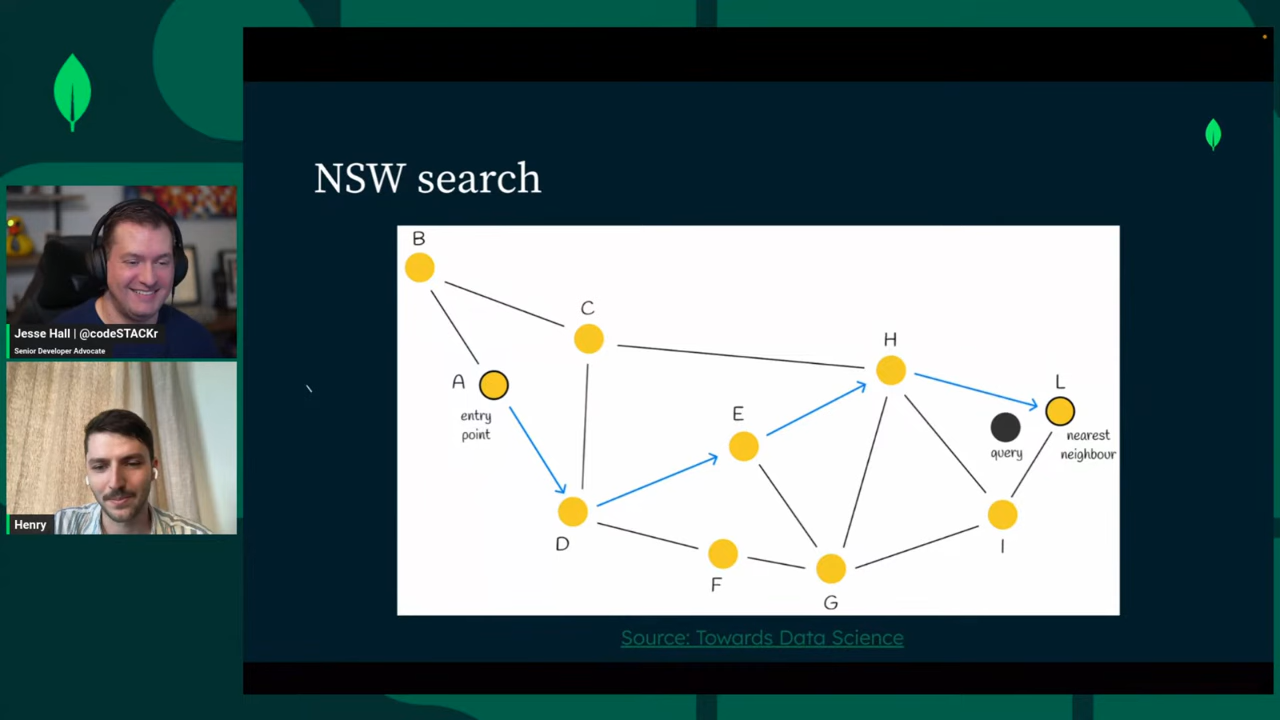 NSW search
B
C
H
A
entry
point
E
L
query
nearest
neighbour
D
F
G
I
Source: Towards Data Science
Jesse Hall | @codeSTACKr
Senior Developer Advocate
Henry